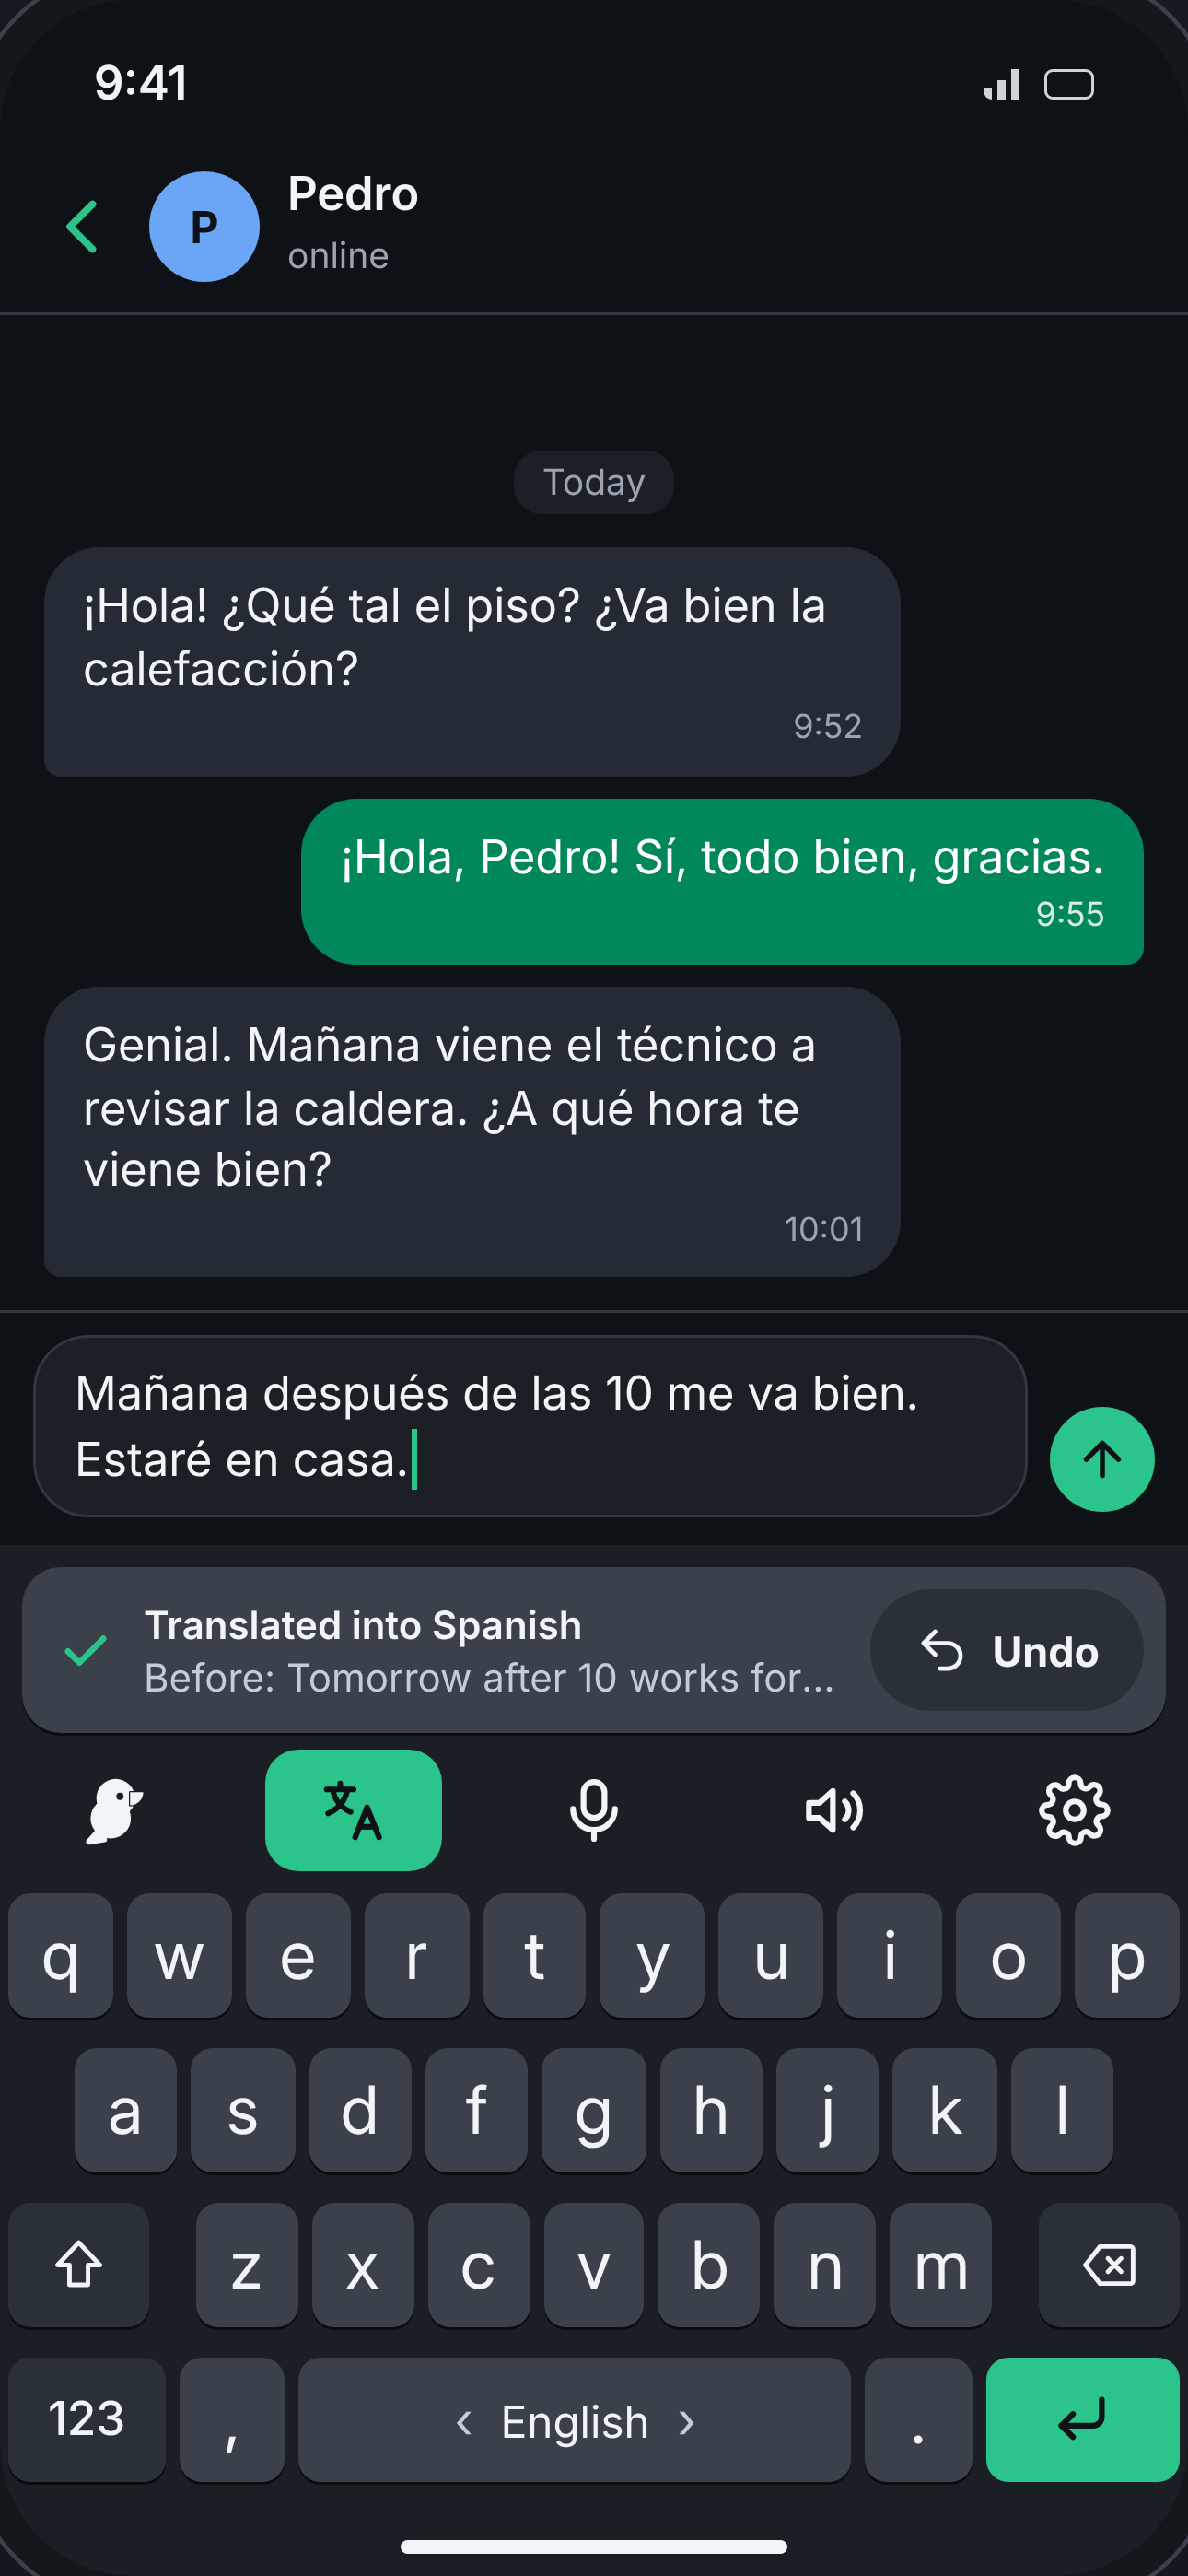 9:41
P
Pedro
online
Today
¡Hola! ¿Qué tal el piso? ¿Va bien la
calefacción?
9:52
¡Hola, Pedro! Sí, todo bien, gracias.
9:55
Genial. Mañana viene el técnico a
revisar la caldera. ¿A qué hora te
viene bien?
10:01
Mañana después de las 10 me va bien.
Estaré en casa.
Translated into Spanish
Before: Tomorrow after 10 works for...
Undo
q w e r t y u i o p
a s d f g h j k l
z x c v b n m
123 , ‹ English › .